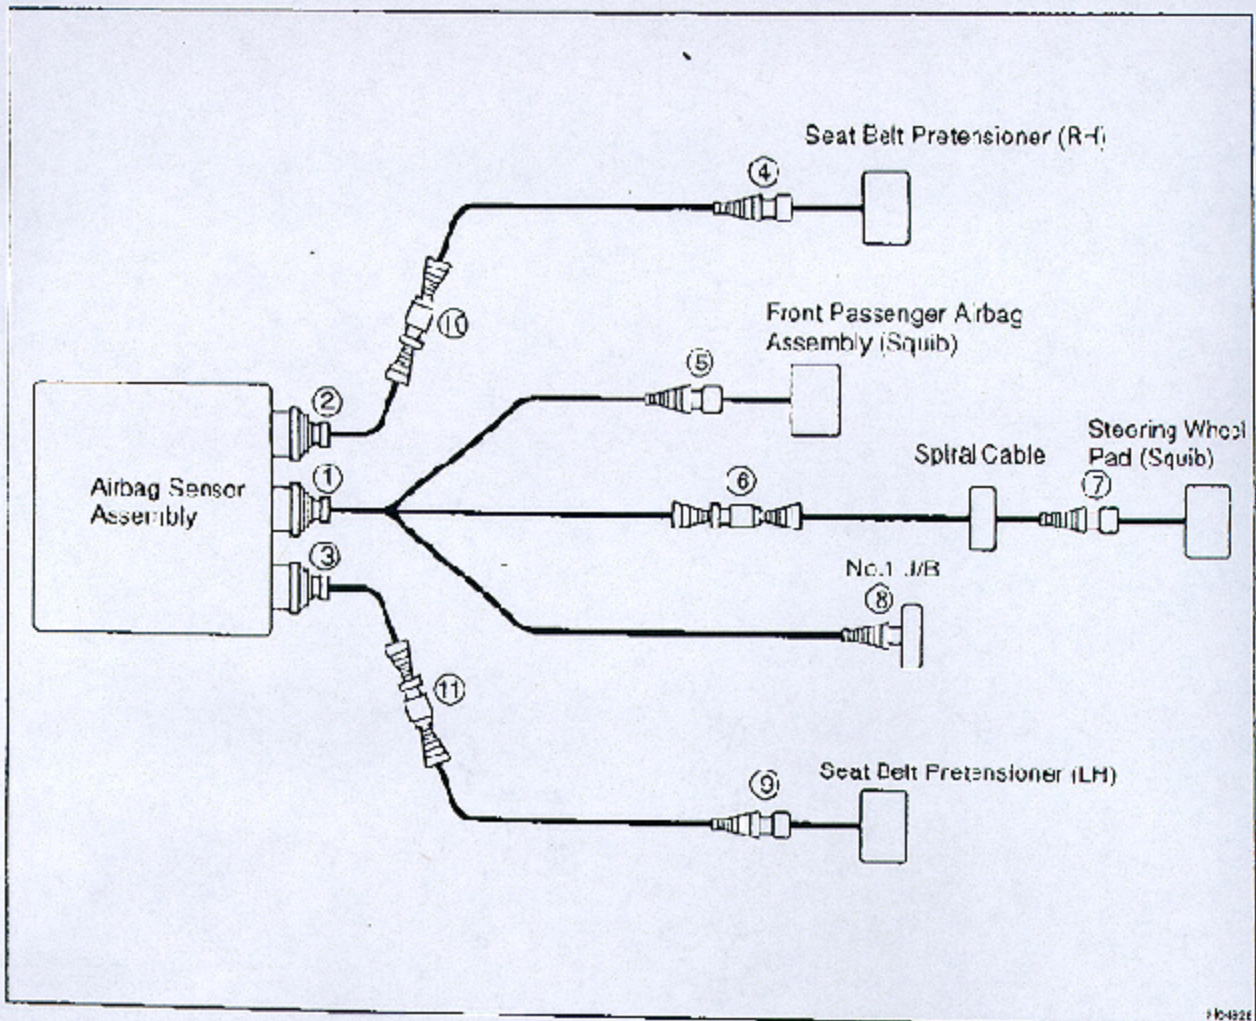 Seat Belt Pretensioner (RH)
④
⑩
Front Passenger Airbag
Assembly (Squib)
⑤
②
Steering Wheel
Pad (Squib)
Spiral Cable
⑥
⑦
①
Airbag Sensor
Assembly
③
No.1 J/B
⑧
⑪
Seat Belt Pretensioner (LH)
⑨